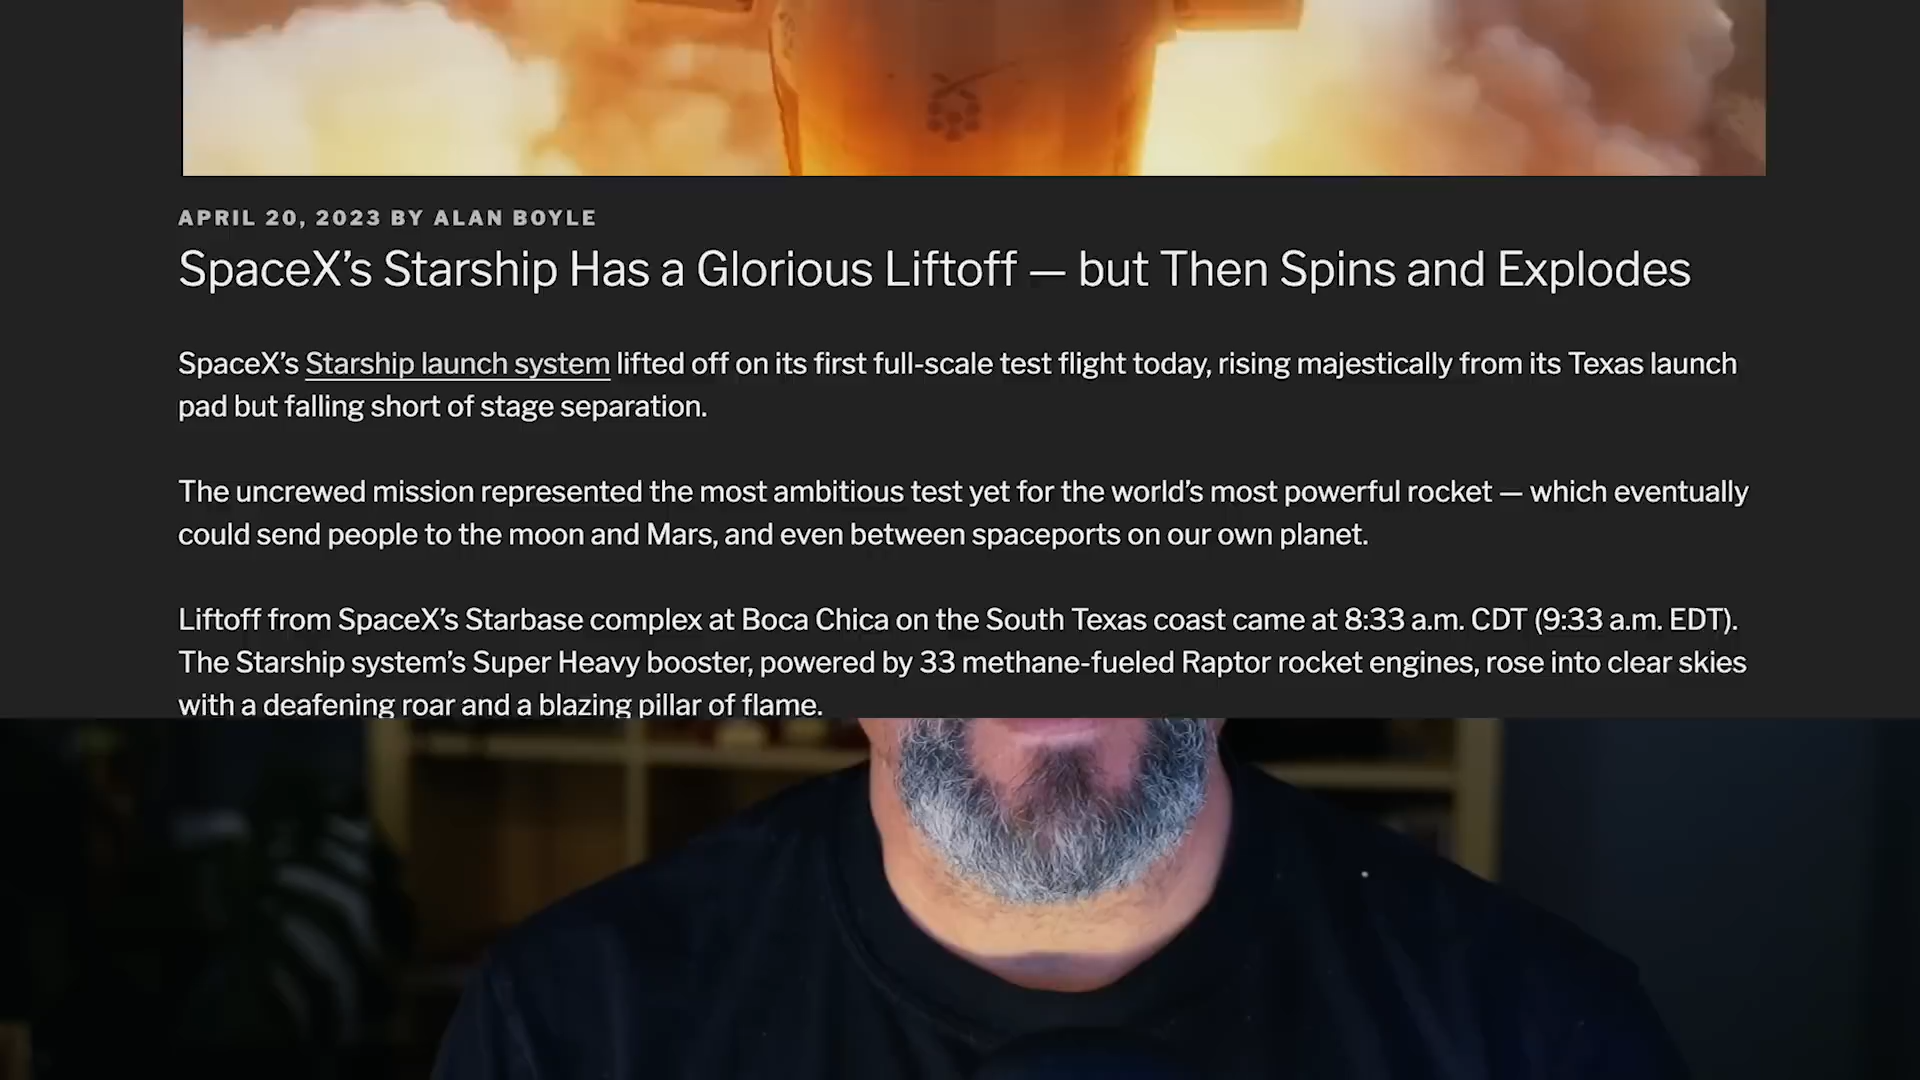 APRIL 20, 2023 BY ALAN BOYLE
SpaceX’s Starship Has a Glorious Liftoff — but Then Spins and Explodes
SpaceX’s Starship launch system lifted off on its first full-scale test flight today, rising majestically from its Texas launch
pad but falling short of stage separation.
The uncrewed mission represented the most ambitious test yet for the world’s most powerful rocket — which eventually
could send people to the moon and Mars, and even between spaceports on our own planet.
Liftoff from SpaceX’s Starbase complex at Boca Chica on the South Texas coast came at 8:33 a.m. CDT (9:33 a.m. EDT).
The Starship system’s Super Heavy booster, powered by 33 methane-fueled Raptor rocket engines, rose into clear skies
with a deafening roar and a blazing pillar of flame.